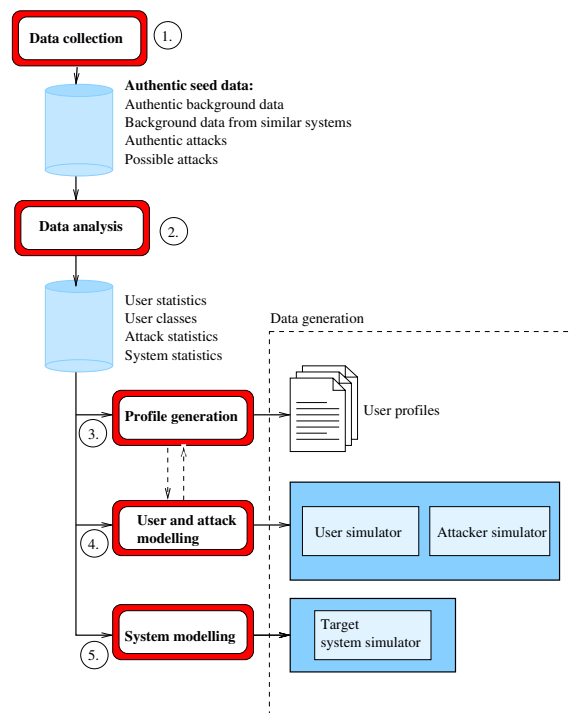 Data collection
1.
Authentic seed data:
Authentic background data
Background data from similar systems
Authentic attacks
Possible attacks
Data analysis
2.
User statistics
User classes
Attack statistics
System statistics
Data generation
Profile generation
3.
User profiles
User and attack
modelling
4.
User simulator
Attacker simulator
System modelling
5.
Target
system simulator